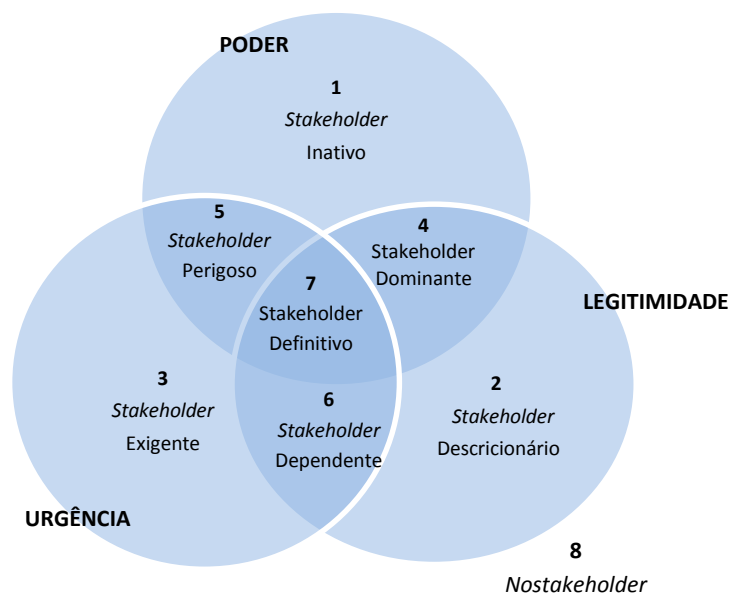 PODER
1
Stakeholder
Inativo
5
Stakeholder
Perigoso
4
Stakeholder
Dominante
7
Stakeholder
Definitivo
LEGITIMIDADE
3
Stakeholder
Exigente
6
Stakeholder
Dependente
2
Stakeholder
Descricionário
URGÊNCIA
8
Nostakeholder